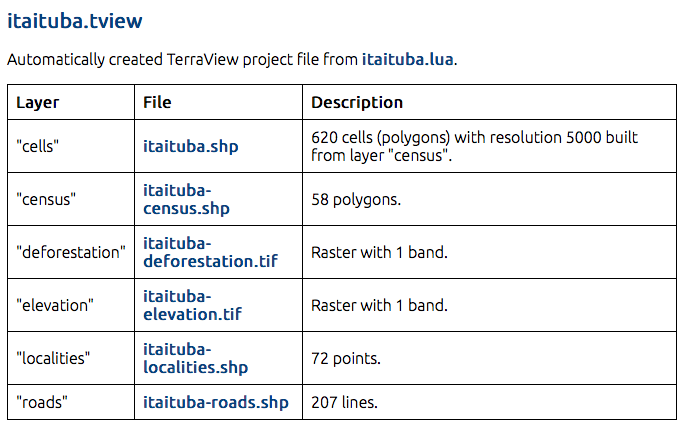 itaituba.tview
Automatically created TerraView project file from itaituba.lua.
Layer File Description
"cells" itaituba.shp 620 cells (polygons) with resolution 5000 built
from layer "census".
"census" itaituba-
census.shp 58 polygons.
"deforestation" itaituba-
deforestation.tif Raster with 1 band.
"elevation" itaituba-
elevation.tif Raster with 1 band.
"localities" itaituba-
localities.shp 72 points.
"roads" itaituba-roads.shp 207 lines.